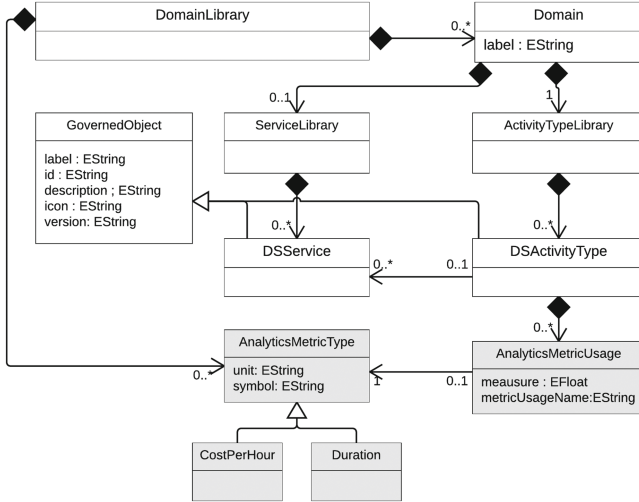 DomainLibrary
Domain
0..*
label : EString
0..1
1
GovernedObject
ServiceLibrary
ActivityTypeLibrary
label : EString
id : EString
description ; EString
icon : EString
version: EString
0..*
0..*
DSService
DSActivityType
0..*
0..1
0..*
AnalyticsMetricType
AnalyticsMetricUsage
unit: EString
symbol: EString
0..*
1
0..1
meausure : EFloat
metricUsageName:EString
CostPerHour
Duration